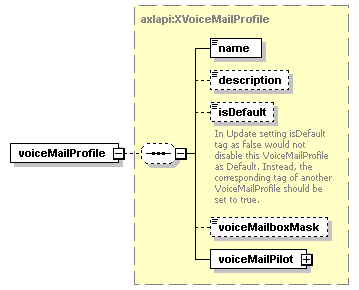 axlapi:XVoiceMailProfile
name
description
isDefault
In Update setting isDefault
tag as false would not
disable this VoiceMailProfile
as Default. Instead, the
corresponding tag of another
VoiceMailProfile should be
set to true.
voiceMailProfile
voiceMailboxMask
voiceMailPilot